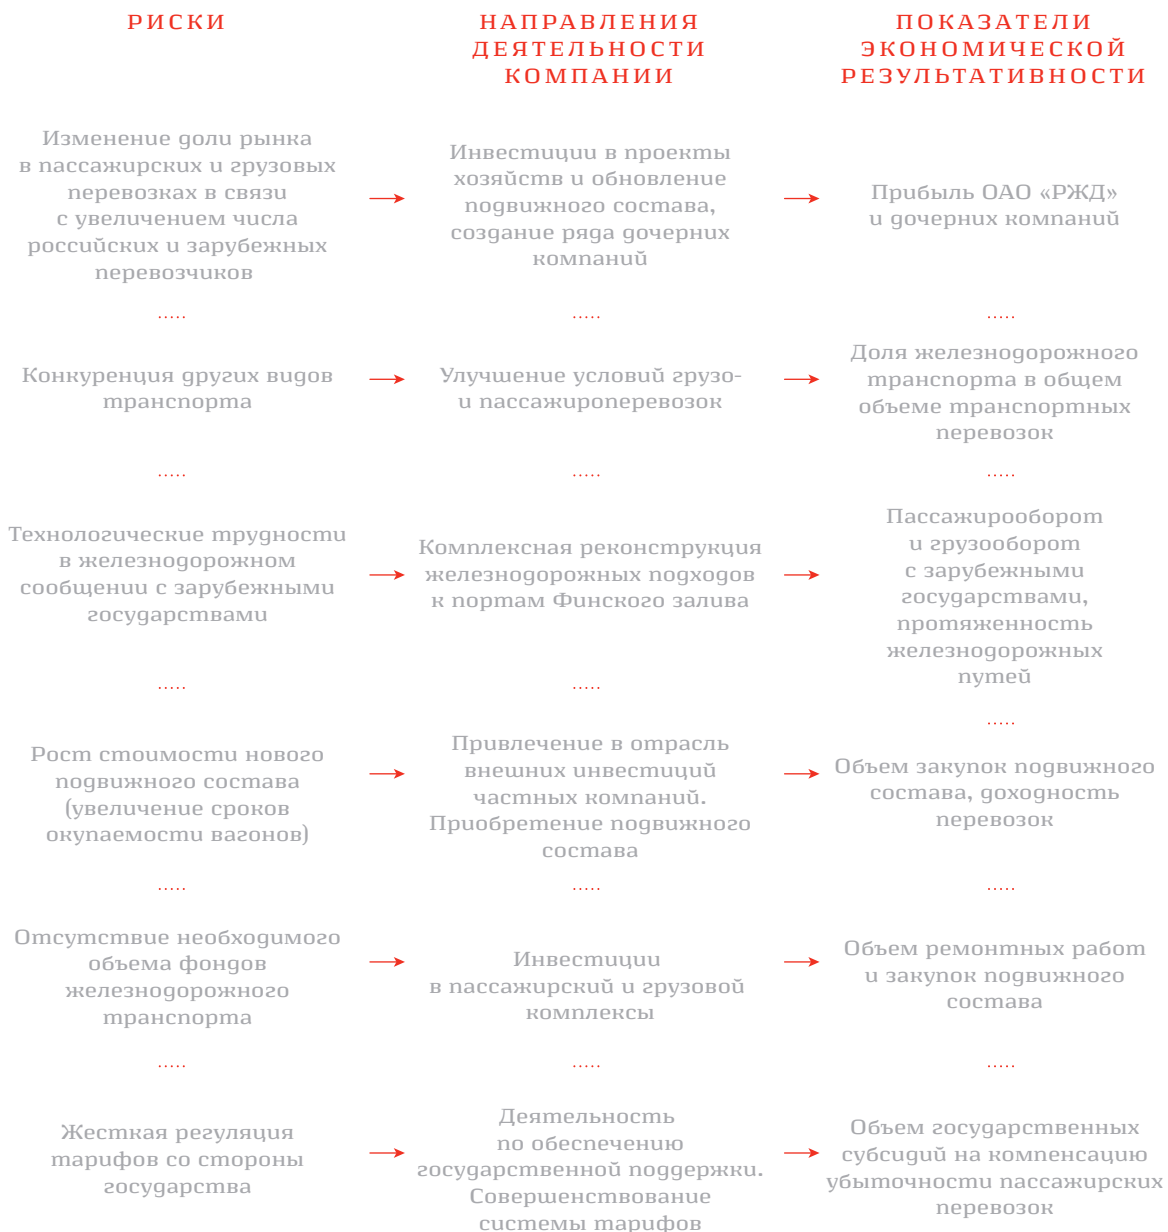 РИСКИ
НАПРАВЛЕНИЯ
ДЕЯТЕЛЬНОСТИ
КОМПАНИИ
ПОКАЗАТЕЛИ
ЭКОНОМИЧЕСКОЙ
РЕЗУЛЬТАТИВНОСТИ
Изменение доли рынка
в пассажирских и грузовых
перевозках в связи
с увеличением числа
российских и зарубежных
перевозчиков
Инвестиции в проекты
хозяйств и обновление
подвижного состава,
создание ряда дочерних
компаний
Прибыль ОАО «РЖД»
и дочерних компаний
.....
.....
.....
Конкуренция других видов
транспорта
Улучшение условий грузо-
и пассажироперевозок
Доля железнодорожного
транспорта в общем
объеме транспортных
перевозок
.....
.....
.....
Технологические трудности
в железнодорожном
сообщении с зарубежными
государствами
Комплексная реконструкция
железнодорожных подходов
к портам Финского залива
Пассажирооборот
и грузооборот
с зарубежными
государствами,
протяженность
железнодорожных
путей
.....
.....
.....
Рост стоимости нового
подвижного состава
(увеличение сроков
окупаемости вагонов)
Привлечение в отрасль
внешних инвестиций
частных компаний.
Приобретение подвижного
состава
Объем закупок подвижного
состава, доходность
перевозок
.....
.....
.....
Отсутствие необходимого
объема фондов
железнодорожного
транспорта
Инвестиции
в пассажирский и грузовой
комплексы
Объем ремонтных работ
и закупок подвижного
состава
.....
.....
.....
Жесткая регуляция
тарифов со стороны
государства
Деятельность
по обеспечению
государственной поддержки.
Совершенствование
системы тарифов
Объем государственных
субсидий на компенсацию
убыточности пассажирских
перевозок